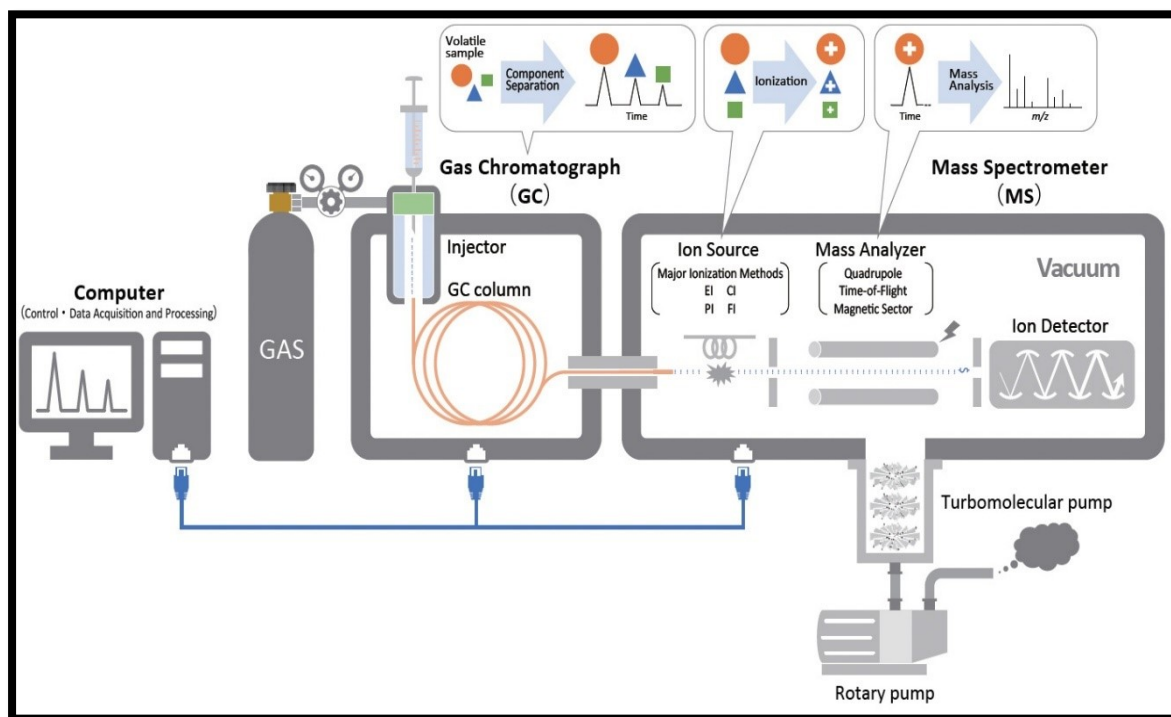 Volatile
sample
Component
Separation
Time
Ionization
Time
Mass
Analysis
m/z
Gas Chromatograph
(GC)
Mass Spectrometer
(MS)
Injector
GC column
Ion Source
(Major Ionization Methods
EI CI
PI FI)
Mass Analyzer
(Quadrupole
Time-of-Flight
Magnetic Sector)
Vacuum
Ion Detector
Computer
(Control・Data Acquisition and Processing)
GAS
Turbomolecular pump
Rotary pump